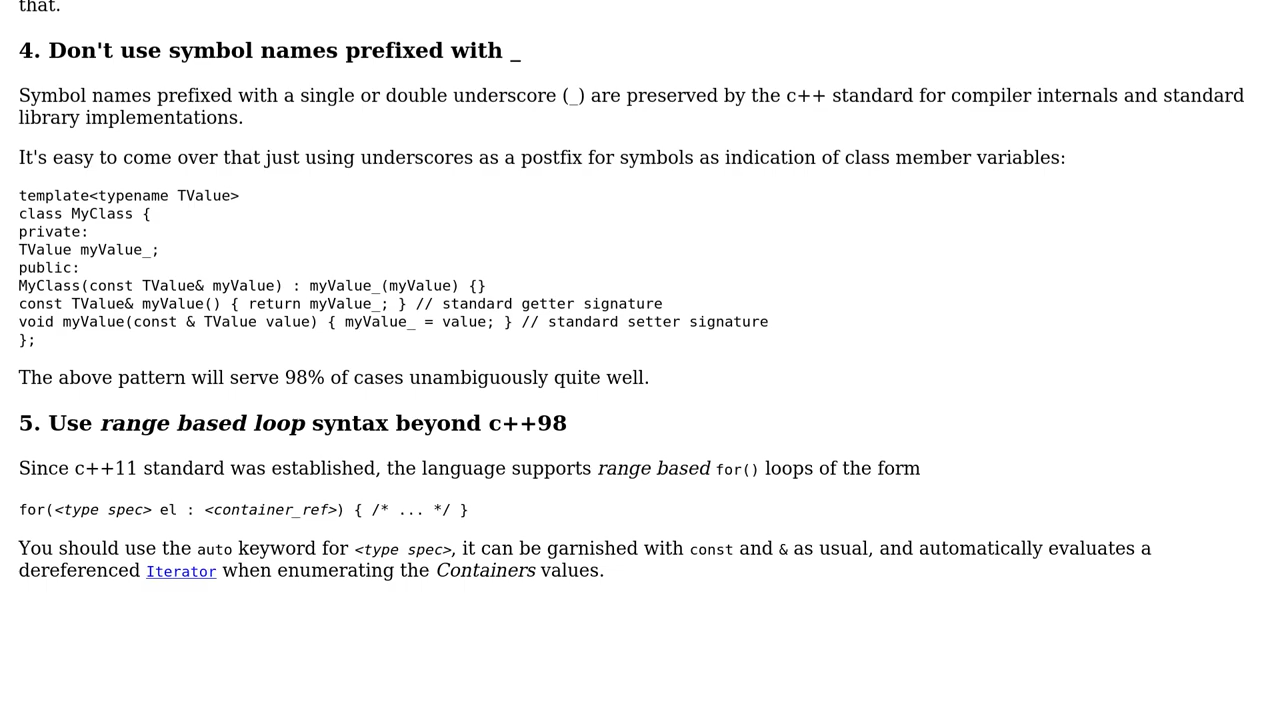 that.
4. Don't use symbol names prefixed with _
Symbol names prefixed with a single or double underscore (_) are preserved by the c++ standard for compiler internals and standard
library implementations.
It's easy to come over that just using underscores as a postfix for symbols as indication of class member variables:
template<typename TValue>
class MyClass {
private:
TValue myValue_;
public:
MyClass(const TValue& myValue) : myValue_(myValue) {}
const TValue& myValue() { return myValue_; } // standard getter signature
void myValue(const & TValue value) { myValue_ = value; } // standard setter signature
};
The above pattern will serve 98% of cases unambiguously quite well.
5. Use range based loop syntax beyond c++98
Since c++11 standard was established, the language supports range based for() loops of the form
for(<type spec> el : <container_ref>) { /* ... */ }
You should use the auto keyword for <type spec>, it can be garnished with const and & as usual, and automatically evaluates a
dereferenced Iterator when enumerating the Containers values.